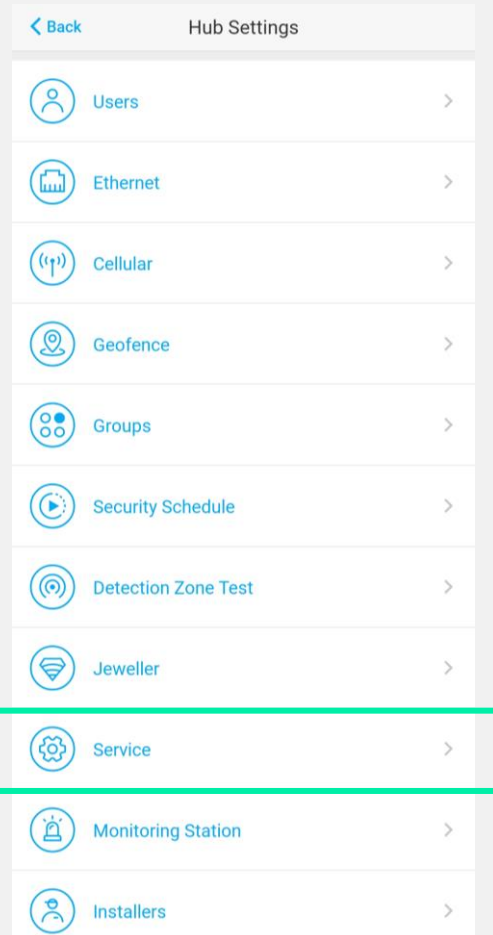 Back
Hub Settings
Users
Ethernet
Cellular
Geofence
Groups
Security Schedule
Detection Zone Test
Jeweller
Service
Monitoring Station
Installers